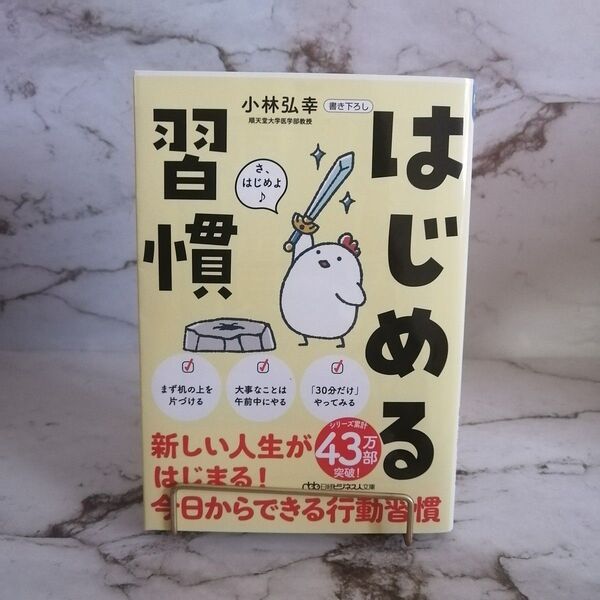 はじめる
習慣
小林弘幸 書き下ろし
順天堂大学医学部教授
さ、
はじめよ
♪
まず机の上を
片づける
大事なことは
午前中にやる
「30分だけ」
やってみる
シリーズ累計
43万部
突破!
新しい人生が
はじまる!
今日からできる行動習慣
nbb日経ビジネス人文庫